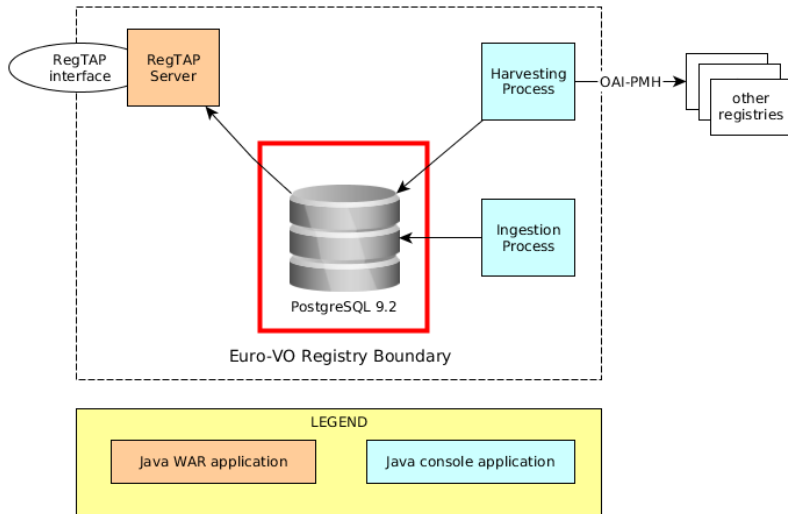 RegTAP
interface
RegTAP
Server
Harvesting
Process
OAI-PMH
other
registries
Ingestion
Process
PostgreSQL 9.2
Euro-VO Registry Boundary
LEGEND
Java WAR application
Java console application